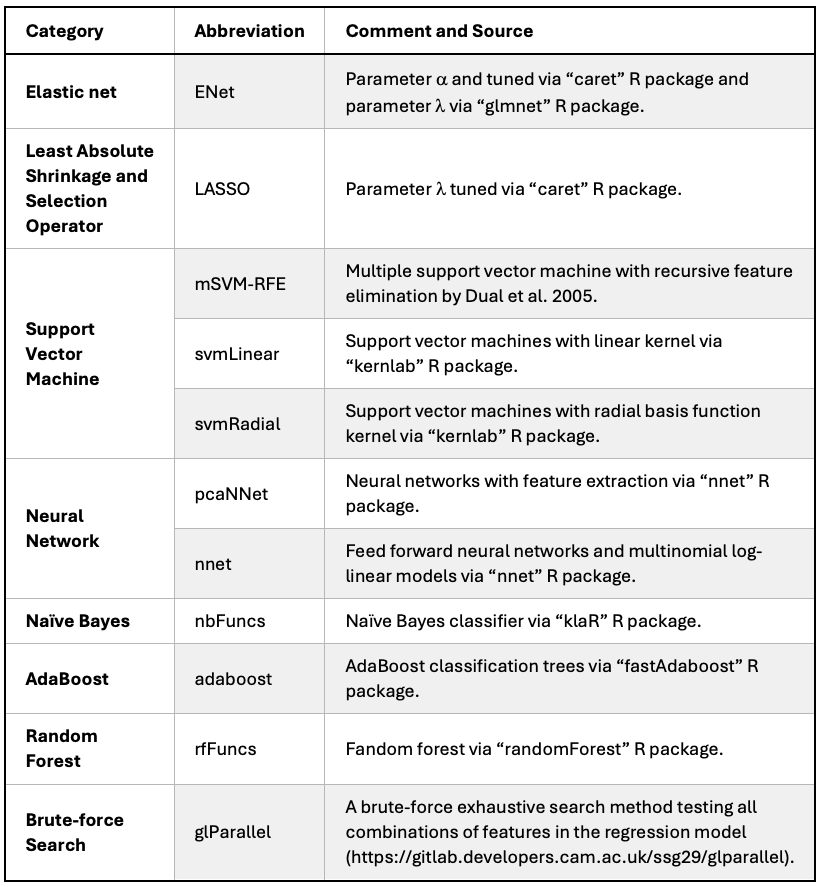 Category Abbreviation Comment and Source
Elastic net
ENet
Parameter α and tuned via “caret” R package and
parameter λ via “glmnet” R package.
Least Absolute
Shrinkage and
Selection
Operator
LASSO
Parameter λ tuned via “caret” R package.
Support
Vector
Machine
mSVM-RFE
Multiple support vector machine with recursive feature
elimination by Dual et al. 2005.
svmLinear
Support vector machines with linear kernel via
“kernlab” R package.
svmRadial
Support vector machines with radial basis function
kernel via “kernlab” R package.
Neural
Network
pcaNNet
Neural networks with feature extraction via “nnet” R
package.
nnet
Feed forward neural networks and multinomial log-
linear models via “nnet” R package.
Naïve Bayes
nbFuncs
Naïve Bayes classifier via “klaR” R package.
AdaBoost
adaboost
AdaBoost classification trees via “fastAdaboost” R
package.
Random
Forest
rfFuncs
Fandom forest via “randomForest” R package.
Brute-force
Search
glParallel
A brute-force exhaustive search method testing all
combinations of features in the regression model
(https://gitlab.developers.cam.ac.uk/ssg29/glparallel).